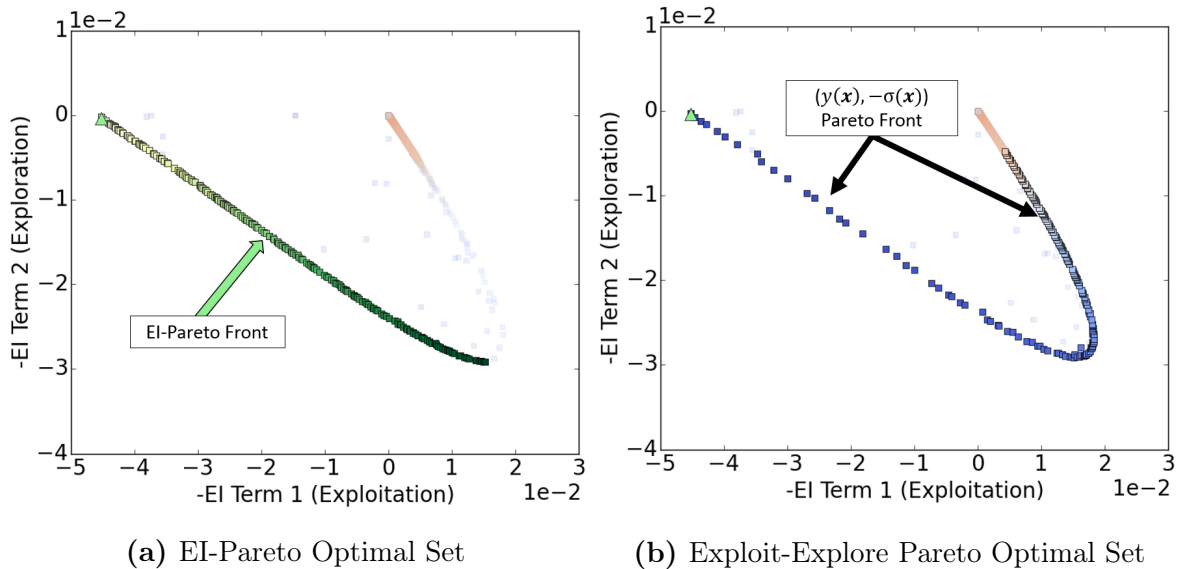 1e−2
1
0
−1
−2
−3
−4
-EI Term 2 (Exploration)
EI-Pareto Front
−5 −4 −3 −2 −1 0 1 2 3
1e−2
-EI Term 1 (Exploitation)
(a) EI-Pareto Optimal Set
1e−2
1
0
−1
−2
−3
−4
-EI Term 2 (Exploration)
(y(x), −σ(x))
Pareto Front
−5 −4 −3 −2 −1 0 1 2 3
1e−2
-EI Term 1 (Exploitation)
(b) Exploit-Explore Pareto Optimal Set